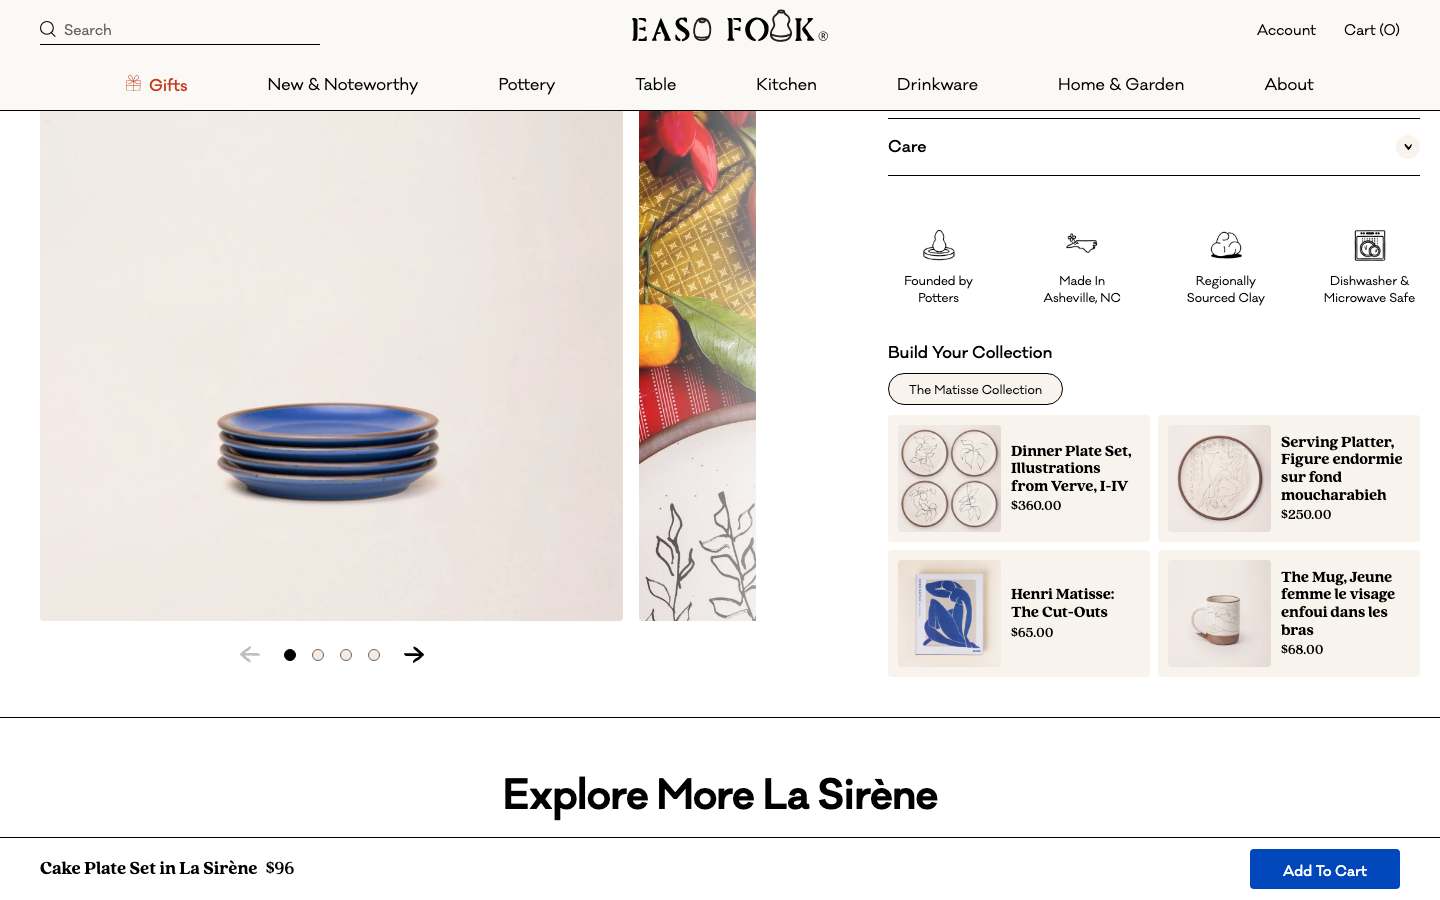 Search
EAST FORK®
Account
Cart (0)
Gifts
New & Noteworthy
Pottery
Table
Kitchen
Drinkware
Home & Garden
About
Care
Founded by
Potters
Made In
Asheville, NC
Regionally
Sourced Clay
Dishwasher &
Microwave Safe
Build Your Collection
The Matisse Collection
Dinner Plate Set,
Illustrations
from Verve, I-IV
$360.00
Serving Platter,
Figure endormie
sur fond
moucharabieh
$250.00
Henri Matisse:
The Cut-Outs
$65.00
The Mug, Jeune
femme le visage
enfoui dans les
bras
$68.00
Explore More La Sirène
Cake Plate Set in La Sirène $96
Add To Cart